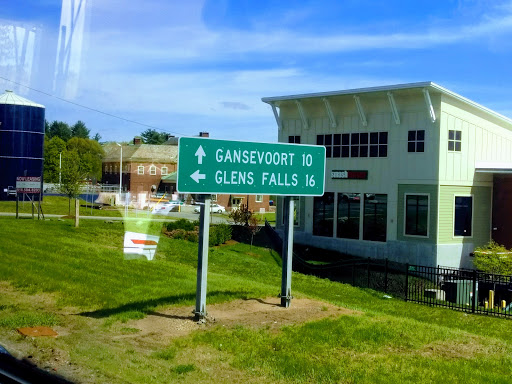 ↑ GANSEVOORT 10
← GLENS FALLS 16